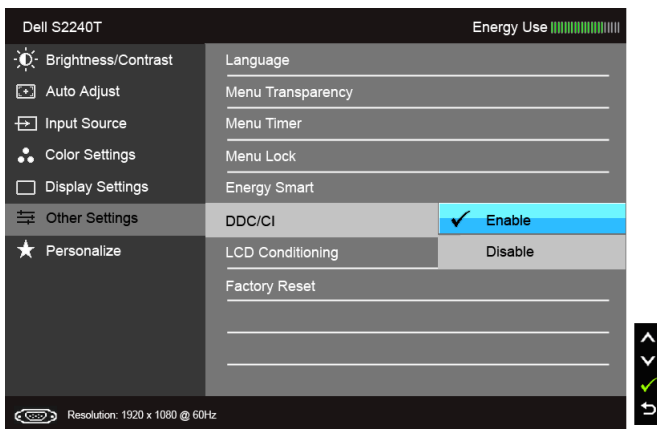 Dell S2240T
Energy Use
Brightness/Contrast
Auto Adjust
Input Source
Color Settings
Display Settings
Other Settings
Personalize
Language
Menu Transparency
Menu Timer
Menu Lock
Energy Smart
DDC/CI
Enable
LCD Conditioning
Disable
Factory Reset
Resolution: 1920 x 1080 @ 60Hz